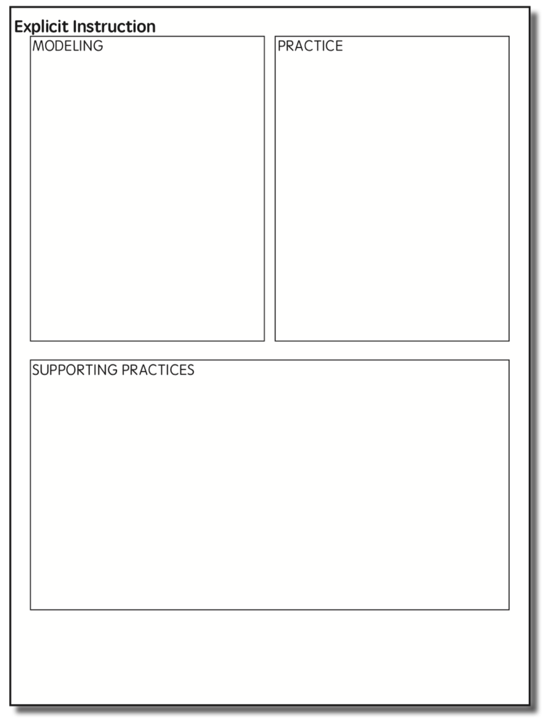 Explicit Instruction
MODELING
PRACTICE
SUPPORTING PRACTICES